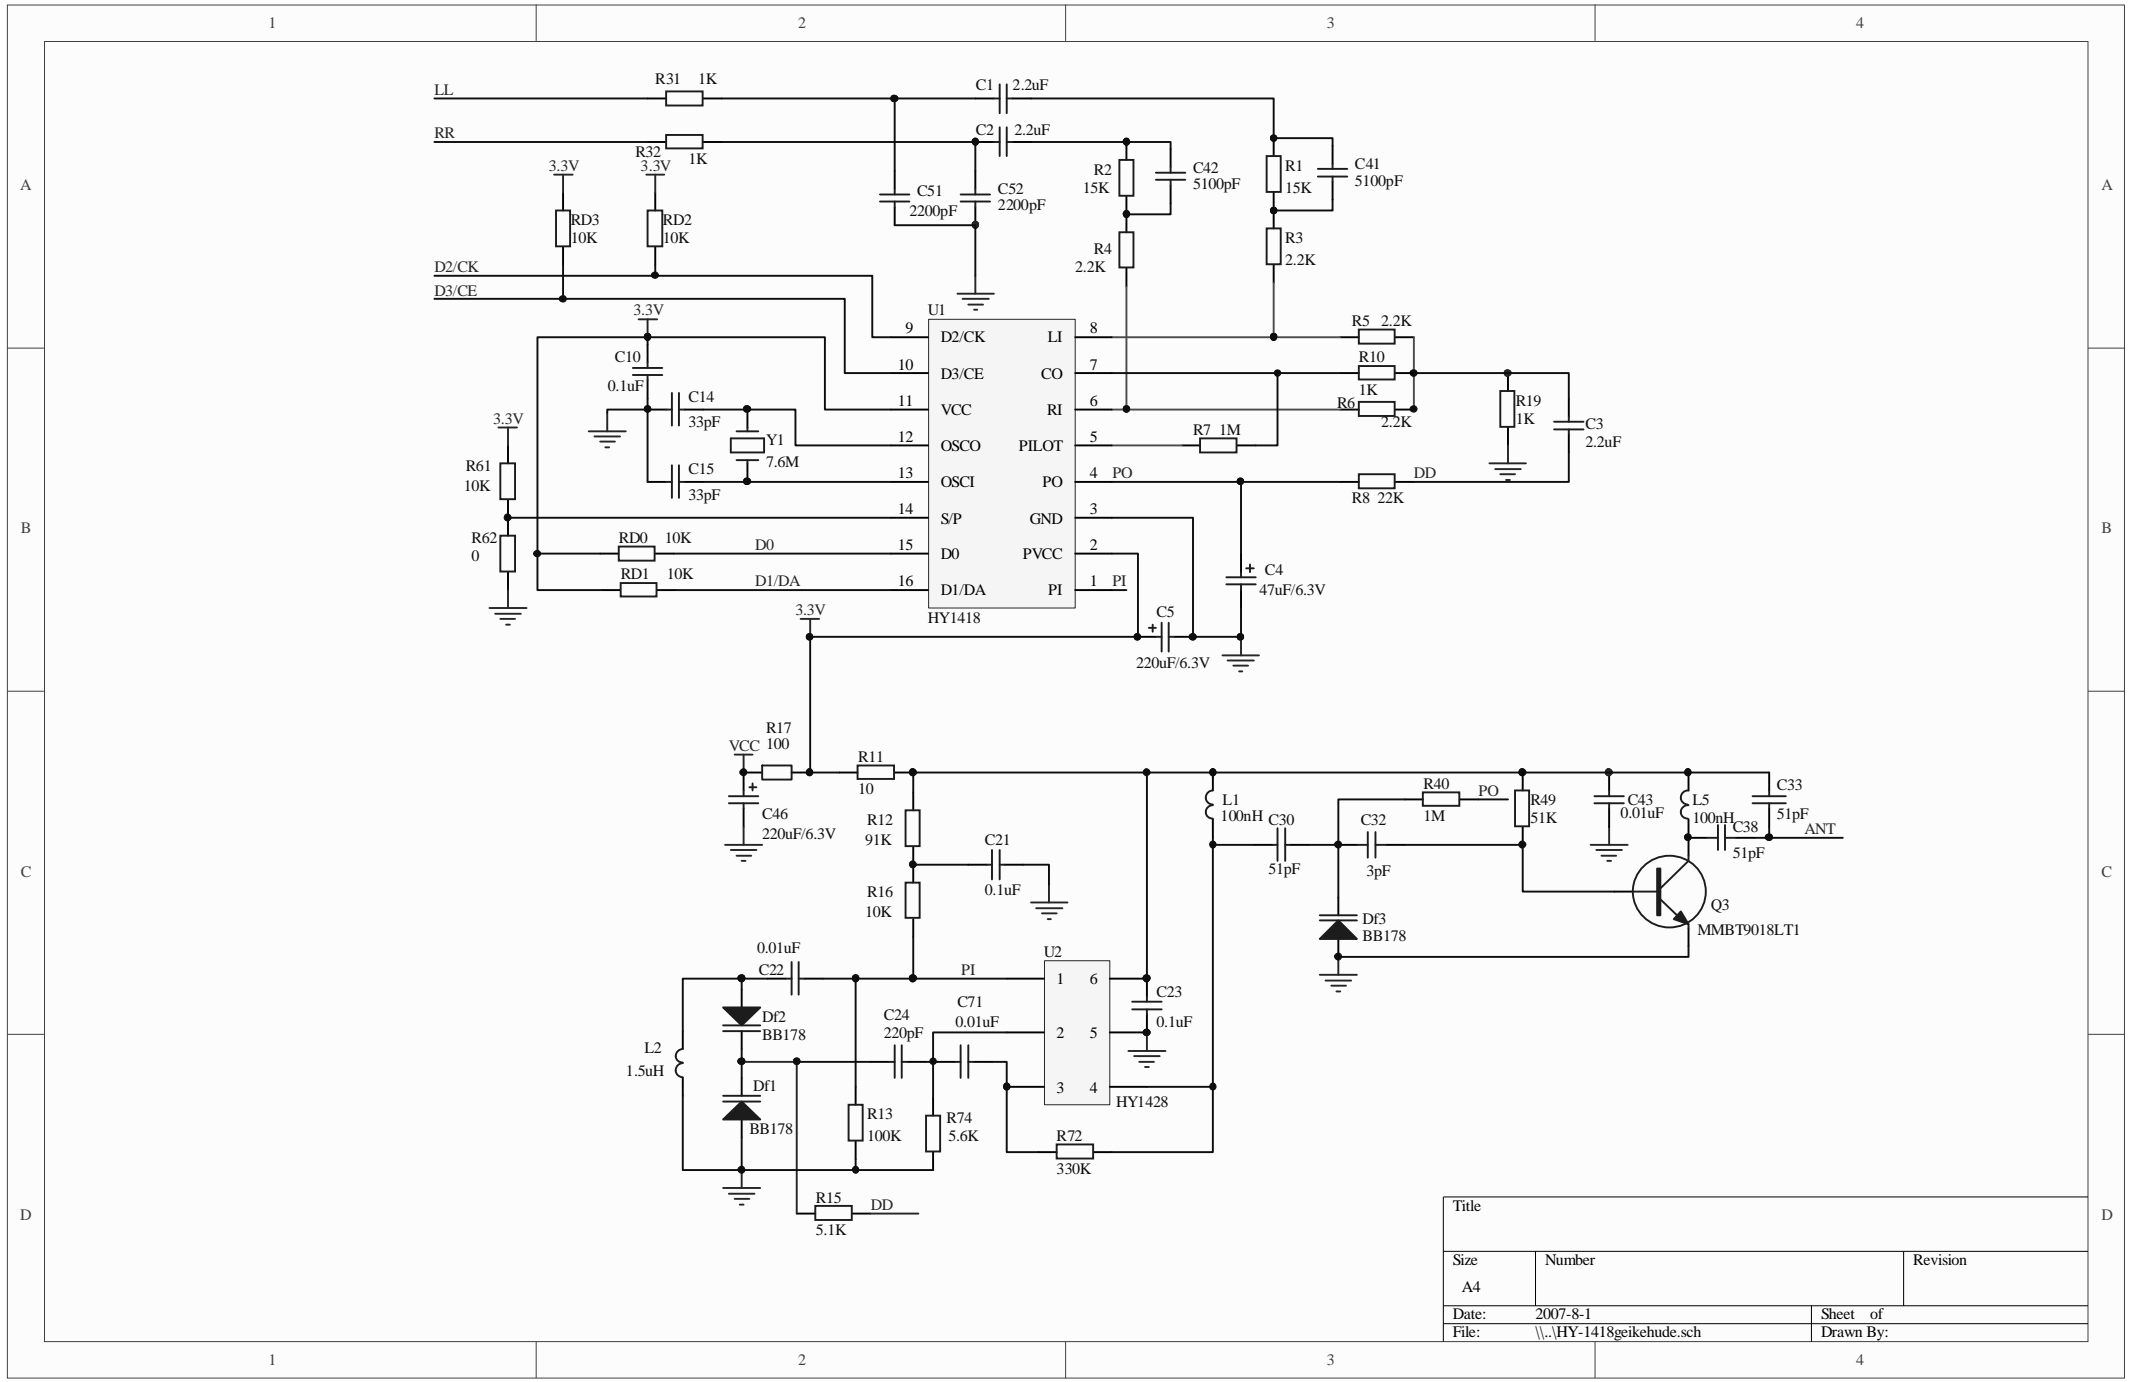 1 2 3 4
A
B
C
D
A
B
C
D
LL
R31 1K
C1 2.2uF
RR
R32
1K
C2 2.2uF
3.3V
3.3V
RD3
10K
RD2
10K
C51
2200pF
C52
2200pF
R2
15K
C42
5100pF
R1
15K
C41
5100pF
R4
2.2K
R3
2.2K
D2/CK
D3/CE
3.3V
C10
0.1uF
C14
33pF
Y1
7.6M
C15
33pF
3.3V
R61
10K
R62
0
RD0 10K
D0
RD1 10K
D1/DA
U1
9 D2/CK LI 8
10 D3/CE CO 7
11 VCC RI 6
12 OSCO PILOT 5
13 OSCI PO 4 PO
14 S/P GND 3
15 D0 PVCC 2
16 D1/DA PI 1 PI
HY1418
R5 2.2K
R10
1K
R6
2.2K
R7 1M
R8 22K
DD
R19
1K
C3
2.2uF
+
C4
47uF/6.3V
C5
+
220uF/6.3V
3.3V
R17
100
VCC
+
C46
220uF/6.3V
R11
10
R12
91K
R16
10K
C21
0.1uF
L1
100nH
C30
51pF
R40
1M
PO
C32
3pF
R49
51K
C43
0.01uF
L5
100nH
C33
51pF
C38
51pF
ANT
Df3
BB178
Q3
MMBT9018LT1
0.01uF
C22
PI
U2
1 6
2 5
3 4
HY1428
C23
0.1uF
Df2
BB178
C24
220pF
C71
0.01uF
L2
1.5uH
Df1
BB178
R13
100K
R74
5.6K
R72
330K
R15
5.1K
DD
Title
Size
A4
Number
Revision
Date: 2007-8-1 Sheet of
File: \\..\HY-1418geikehude.sch Drawn By:
1 2 3 4